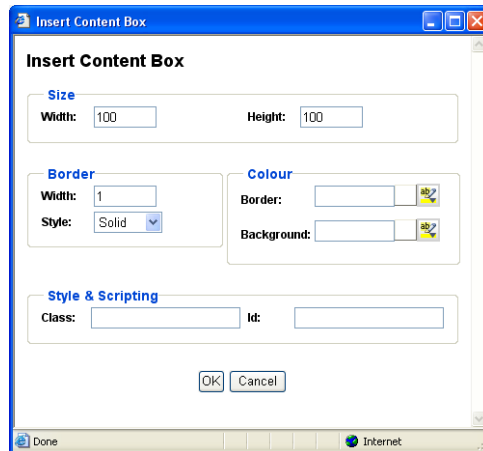 Insert Content Box
Insert Content Box
Size
Width: 100 Height: 100
Border Colour
Width: 1 Border:
Style: Solid Background:
Style & Scripting
Class: Id:
OK Cancel
Done Internet